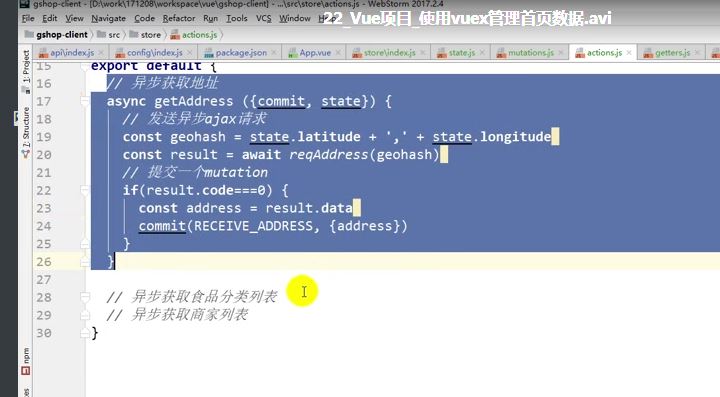 gshop-client - [D:\work\171208\workspace\vue\gshop-client] - ...\src\store\actions.js - WebStorm 2017.2.4
22_Vue项目_使用vuex管理首页数据.avi
File Edit View Navigate Code Refactor Run Tools VCS Window Help
gshop-client src store actions.js
api\index.js config\index.js package.json App.vue store\index.js state.js mutations.js actions.js getters.js
1: Project
7: Structure
npm
15 export default {
16 // 异步获取地址
17 async getAddress ({commit, state}) {
18 // 发送异步ajax请求
19 const geohash = state.latitude + ',' + state.longitude
20 const result = await reqAddress(geohash)
21 // 提交一个mutation
22 if(result.code===0) {
23 const address = result.data
24 commit(RECEIVE_ADDRESS, {address})
25 }
26 }
27
28 // 异步获取食品分类列表
29 // 异步获取商家列表
30 }